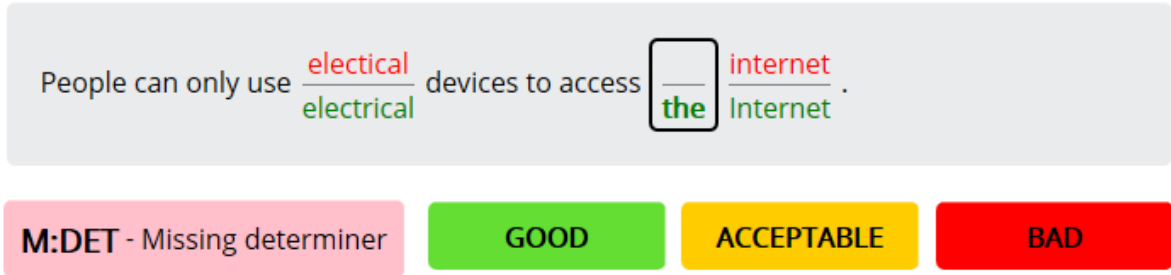 electical internet
People can only use devices to access .
electrical the Internet
M:DET - Missing determiner GOOD ACCEPTABLE BAD